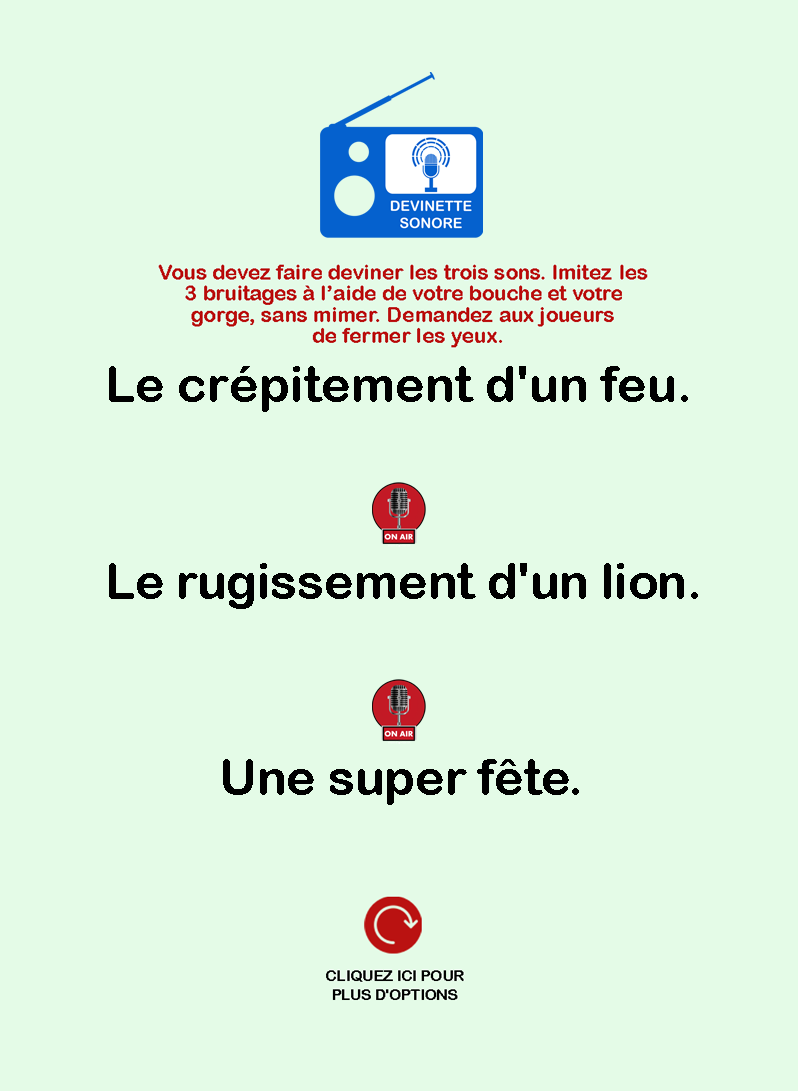 DEVINETTE
SONORE
Vous devez faire deviner les trois sons. Imitez les
3 bruitages à l’aide de votre bouche et votre
gorge, sans mimer. Demandez aux joueurs
de fermer les yeux.
Le crépitement d'un feu.
ON AIR
Le rugissement d'un lion.
ON AIR
Une super fête.
CLIQUEZ ICI POUR
PLUS D'OPTIONS